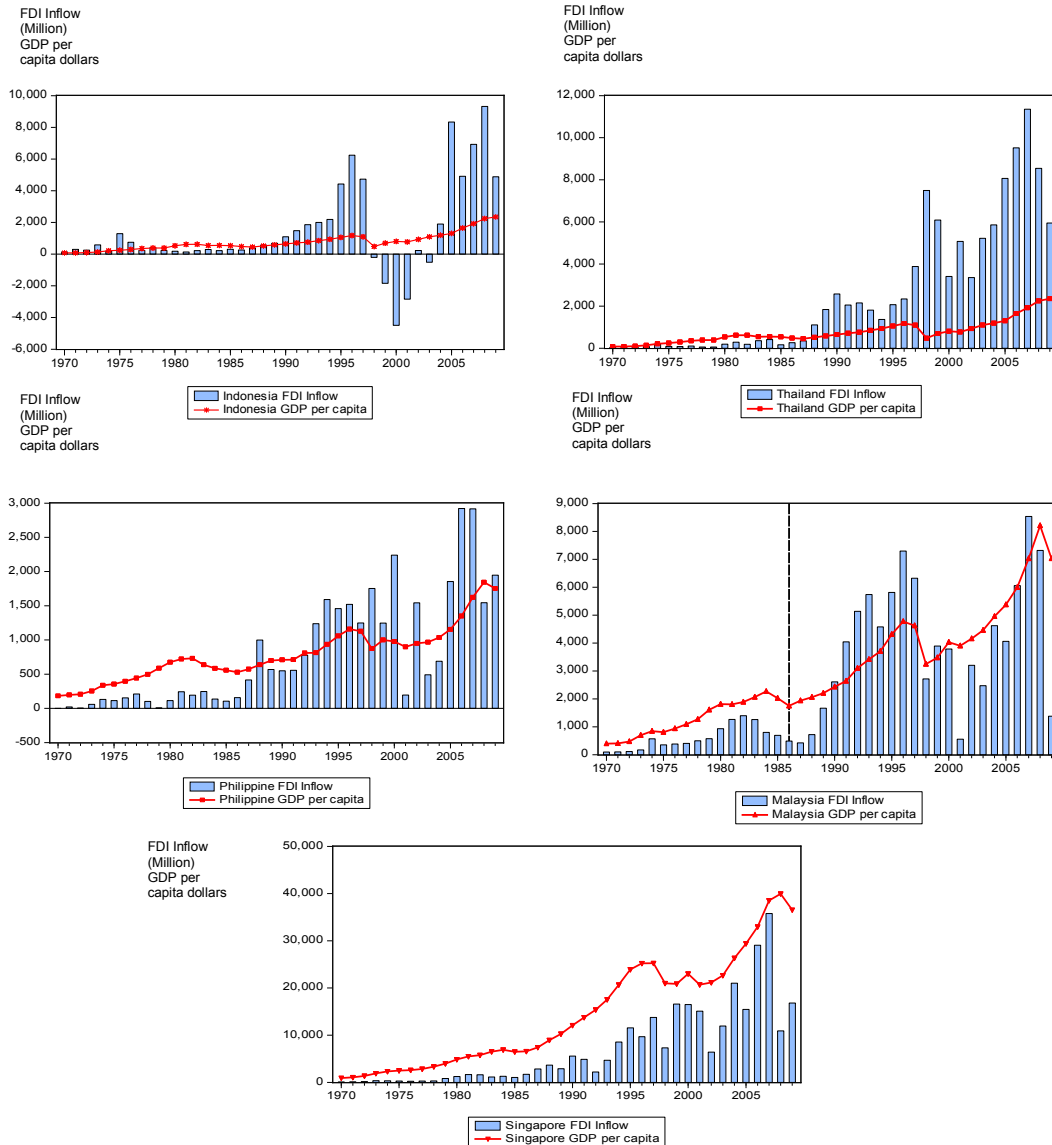 FDI Inflow
(Million)
GDP per
capita dollars
10,000
8,000
6,000
4,000
2,000
0
-2,000
-4,000
-6,000
1970 1975 1980 1985 1990 1995 2000 2005
Indonesia FDI Inflow
Indonesia GDP per capita
FDI Inflow
(Million)
GDP per
capita dollars
12,000
10,000
8,000
6,000
4,000
2,000
0
1970 1975 1980 1985 1990 1995 2000 2005
Thailand FDI Inflow
Thailand GDP per capita
FDI Inflow
(Million)
GDP per
capita dollars
3,000
2,500
2,000
1,500
1,000
500
0
-500
1970 1975 1980 1985 1990 1995 2000 2005
Philippine FDI Inflow
Philippine GDP per capita
FDI Inflow
(Million)
GDP per
capita dollars
9,000
8,000
7,000
6,000
5,000
4,000
3,000
2,000
1,000
0
1970 1975 1980 1985 1990 1995 2000 2005
Malaysia FDI Inflow
Malaysia GDP per capita
FDI Inflow
(Million)
GDP per
capita dollars
50,000
40,000
30,000
20,000
10,000
0
1970 1975 1980 1985 1990 1995 2000 2005
Singapore FDI Inflow
Singapore GDP per capita